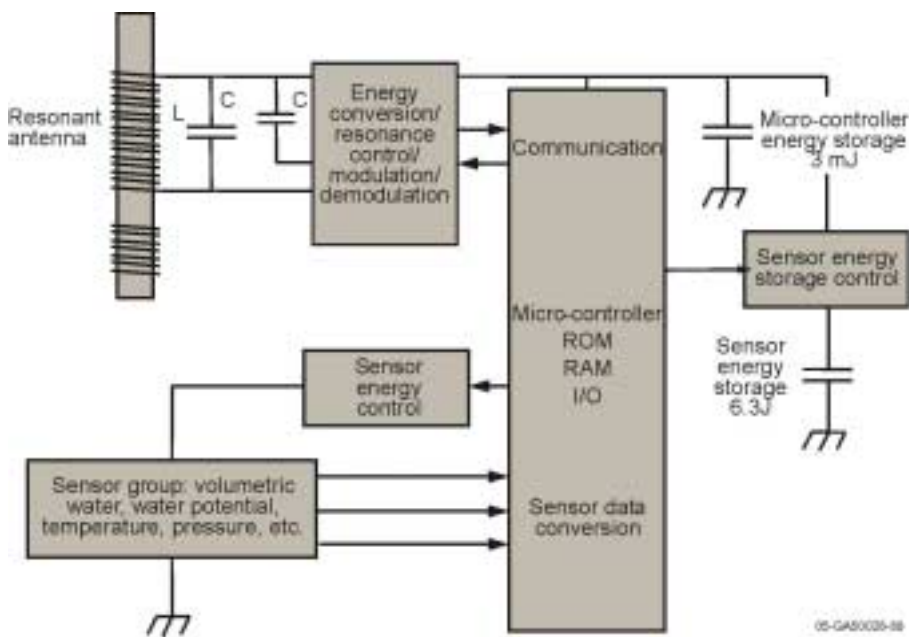 Resonant
antenna
L
C
C
Energy
conversion/
resonance
control/
modulation/
demodulation
Communication
Micro-controller
energy storage
3 mJ
Sensor energy
storage control
Micro-controller
ROM
RAM
I/O
Sensor
energy
storage
6.3J
Sensor
energy
control
Sensor group: volumetric
water, water potential,
temperature, pressure, etc.
Sensor data
conversion